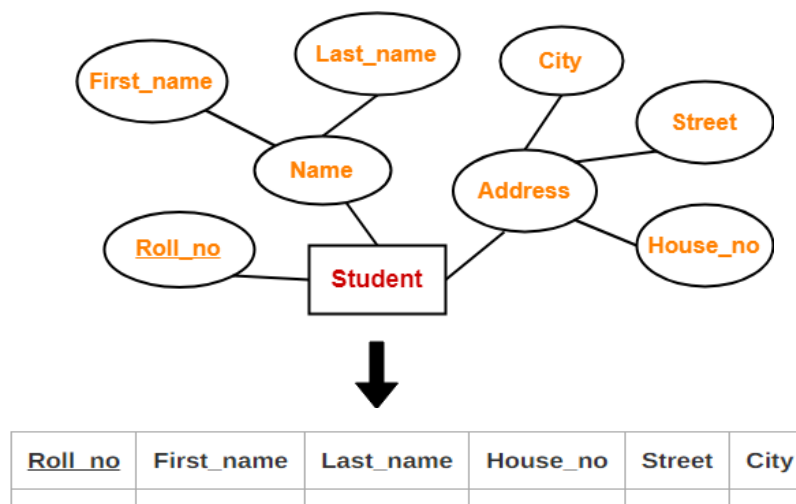 Last_name
City
First_name
Street
Name
Address
Roll_no
House_no
Student
Roll_no First_name Last_name House_no Street City